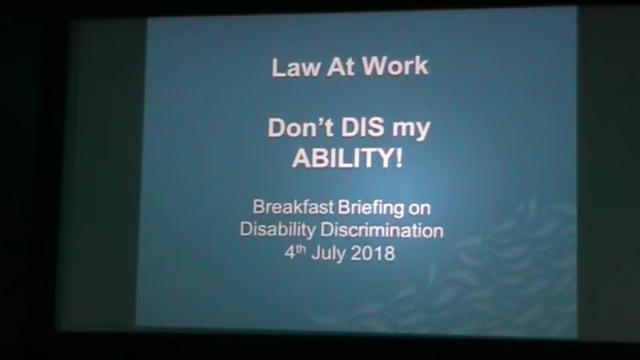 Law At Work
Don't DIS my
ABILITY!
Breakfast Briefing on
Disability Discrimination
4th July 2018